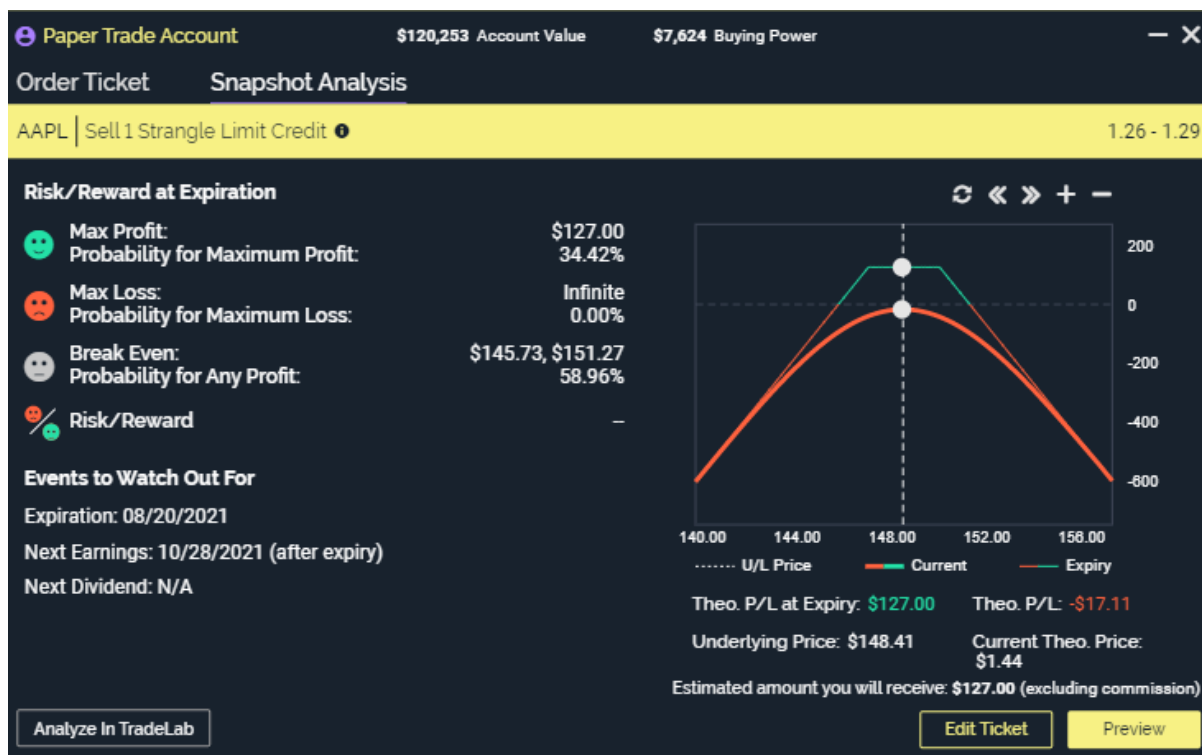 Paper Trade Account $120,253 Account Value $7,624 Buying Power
Order Ticket Snapshot Analysis
AAPL Sell 1 Strangle Limit Credit 1.26 - 1.29
Risk/Reward at Expiration
Max Profit: $127.00
Probability for Maximum Profit: 34.42%
Max Loss: Infinite
Probability for Maximum Loss: 0.00%
Break Even: $145.73, $151.27
Probability for Any Profit: 58.96%
Risk/Reward –
Events to Watch Out For
Expiration: 08/20/2021
Next Earnings: 10/28/2021 (after expiry)
Next Dividend: N/A
200
0
-200
-400
-600
140.00 144.00 148.00 152.00 156.00
U/L Price Current Expiry
Theo. P/L at Expiry: $127.00 Theo. P/L: -$17.11
Underlying Price: $148.41 Current Theo. Price:
$1.44
Estimated amount you will receive: $127.00 (excluding commission)
Analyze In TradeLab Edit Ticket Preview